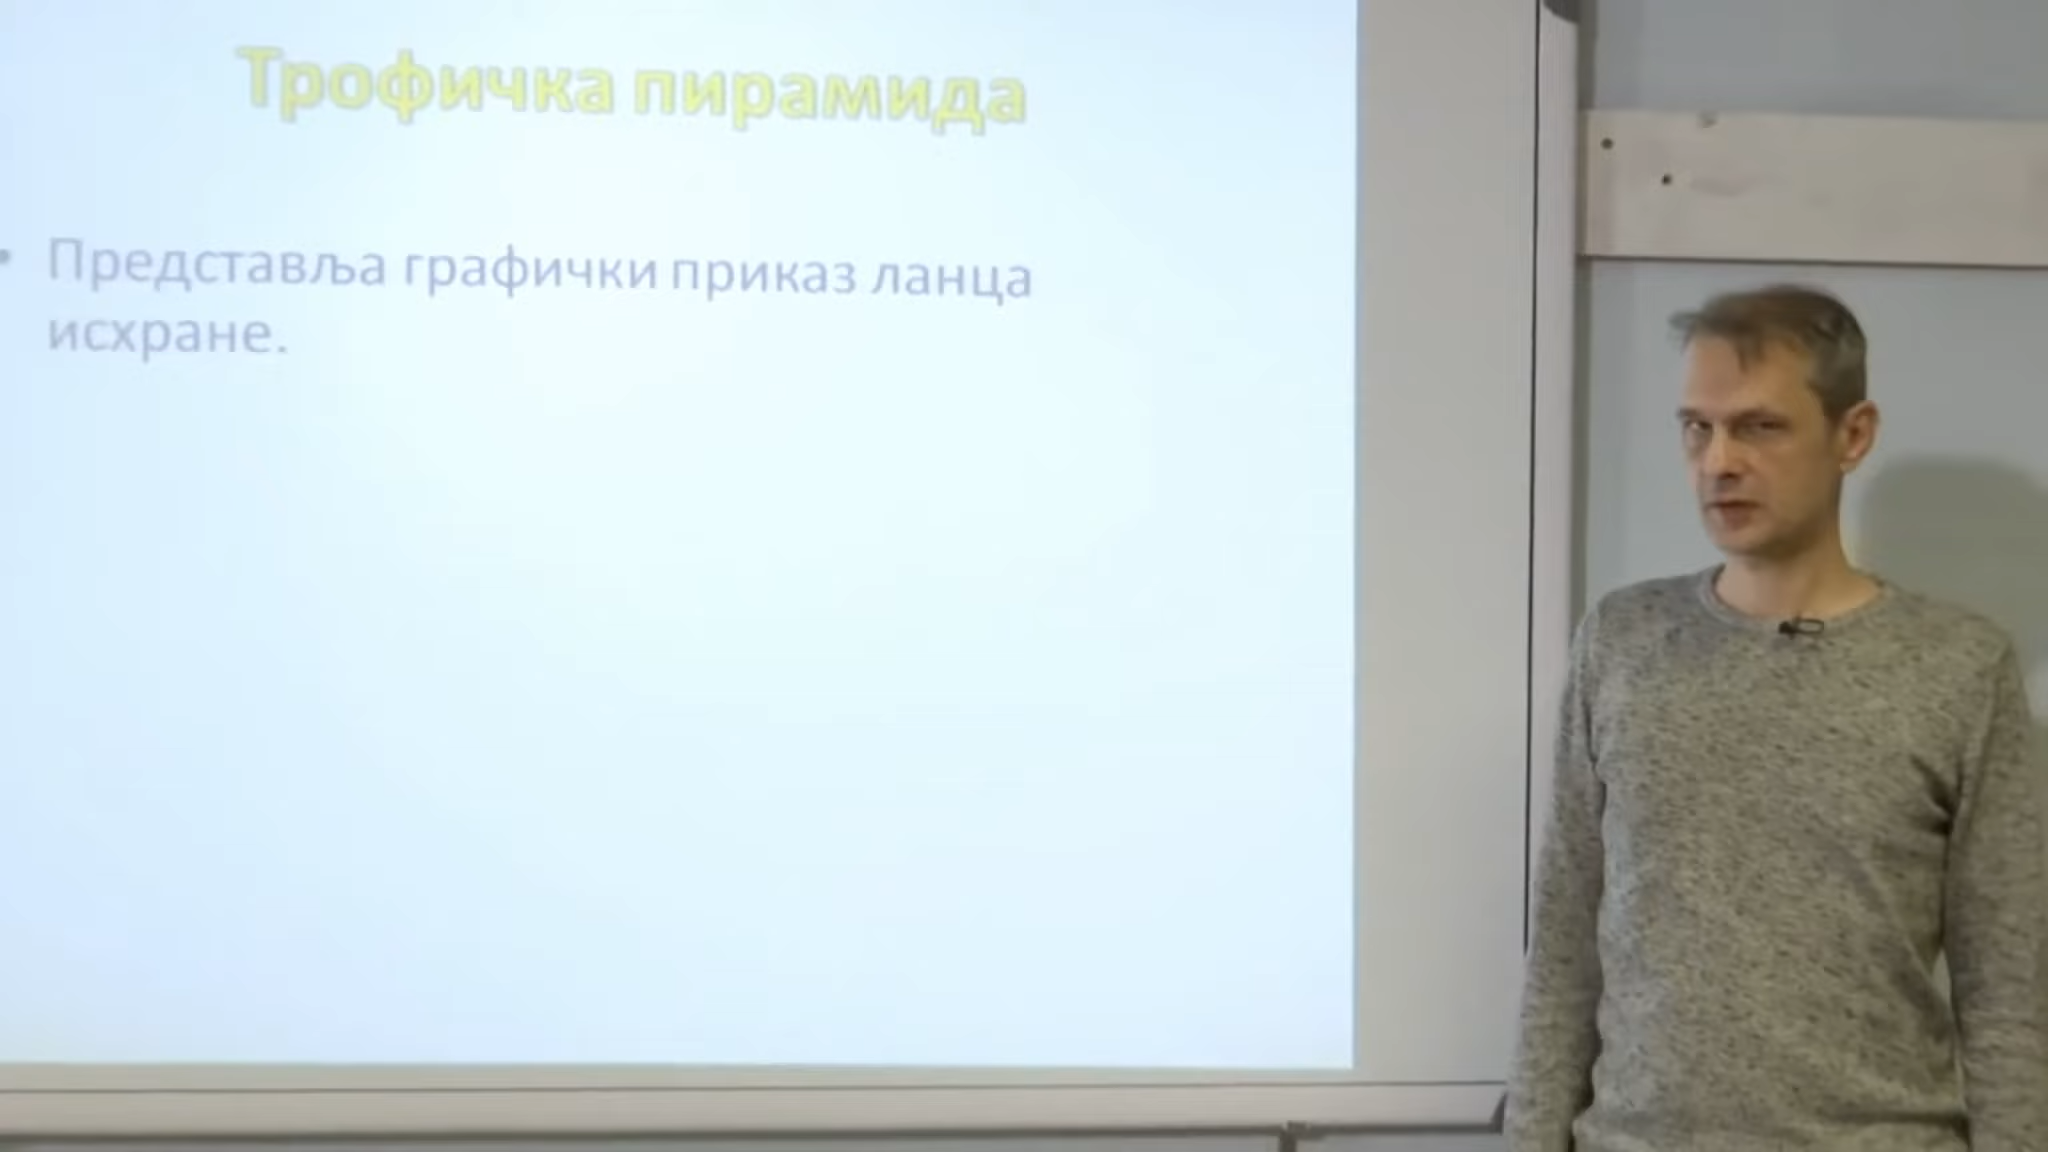 Трофичка пирамида
• Представља графички приказ ланца
исхране.